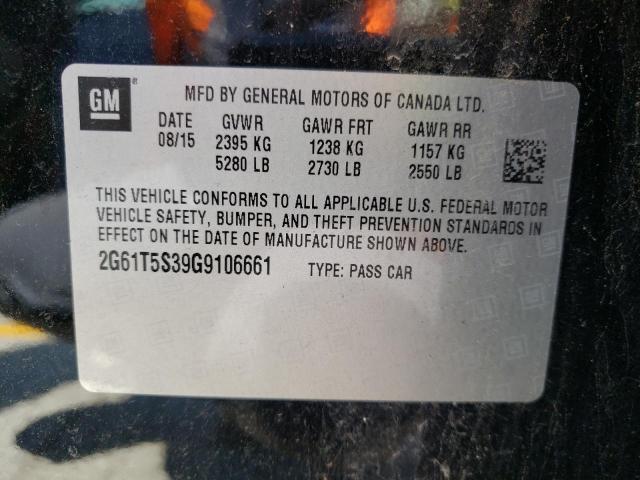 GM
MFD BY GENERAL MOTORS OF CANADA LTD.
DATE GVWR GAWR FRT GAWR RR
08/15 2395 KG 1238 KG 1157 KG
5280 LB 2730 LB 2550 LB
THIS VEHICLE CONFORMS TO ALL APPLICABLE U.S. FEDERAL MOTOR
VEHICLE SAFETY, BUMPER, AND THEFT PREVENTION STANDARDS IN
EFFECT ON THE DATE OF MANUFACTURE SHOWN ABOVE.
2G61T5S39G9106661 TYPE: PASS CAR